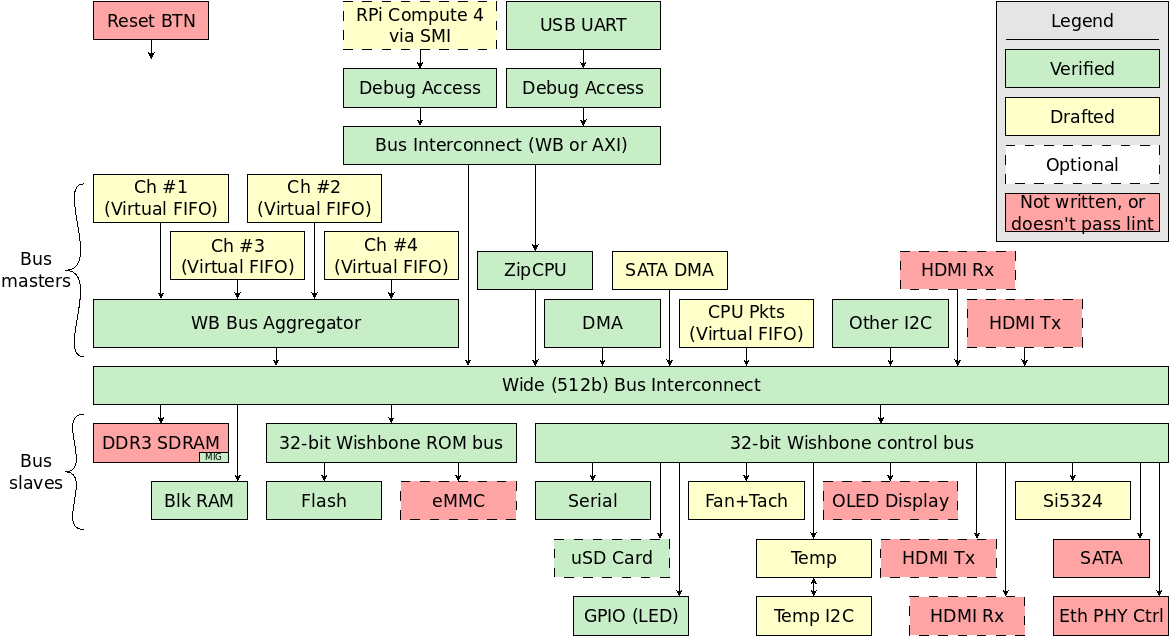 Reset BTN
RPi Compute 4
via SMI
USB UART
Legend
Verified
Drafted
Optional
Not written, or
doesn't pass lint
Debug Access
Debug Access
Bus Interconnect (WB or AXI)
Bus
masters
Ch #1
(Virtual FIFO)
Ch #2
(Virtual FIFO)
Ch #3
(Virtual FIFO)
Ch #4
(Virtual FIFO)
ZipCPU
SATA DMA
HDMI Rx
WB Bus Aggregator
DMA
CPU Pkts
(Virtual FIFO)
Other I2C
HDMI Tx
Wide (512b) Bus Interconnect
Bus
slaves
DDR3 SDRAM
MIG
32-bit Wishbone ROM bus
32-bit Wishbone control bus
Blk RAM
Flash
eMMC
Serial
Fan+Tach
OLED Display
Si5324
uSD Card
Temp
HDMI Tx
SATA
GPIO (LED)
Temp I2C
HDMI Rx
Eth PHY Ctrl